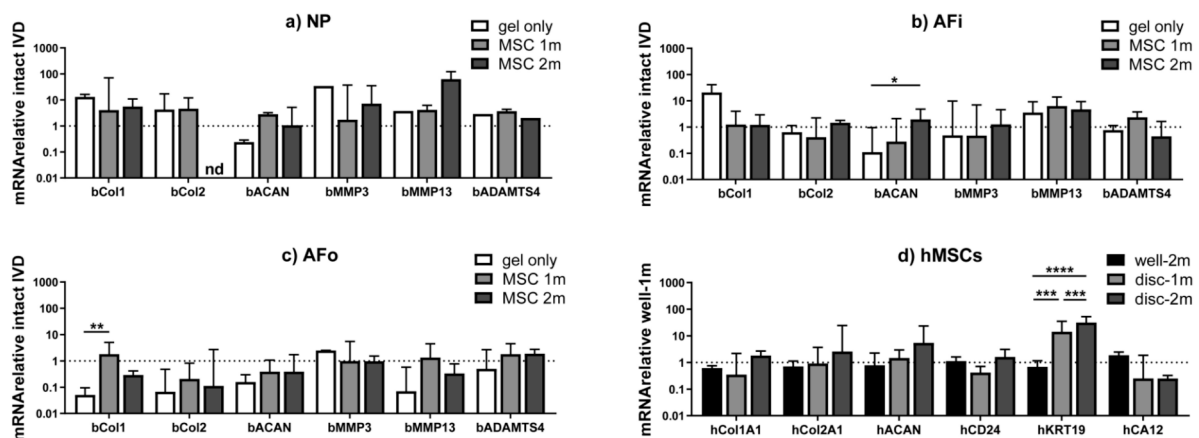 a) NP
mRNArelative intact IVD
1000
100
10
1
0.1
0.01
gel only
MSC 1m
MSC 2m
nd
bCol1 bCol2 bACAN bMMP3 bMMP13 bADAMTS4
b) AFi
mRNArelative intact IVD
1000
100
10
1
0.1
0.01
gel only
MSC 1m
MSC 2m
*
bCol1 bCol2 bACAN bMMP3 bMMP13 bADAMTS4
c) AFo
mRNArelative intact IVD
1000
100
10
1
0.1
0.01
gel only
MSC 1m
MSC 2m
**
bCol1 bCol2 bACAN bMMP3 bMMP13 bADAMTS4
d) hMSCs
mRNArelative well-1m
1000
100
10
1
0.1
0.01
well-2m
disc-1m
disc-2m
****
*** ***
hCol1A1 hCol2A1 hACAN hCD24 hKRT19 hCA12